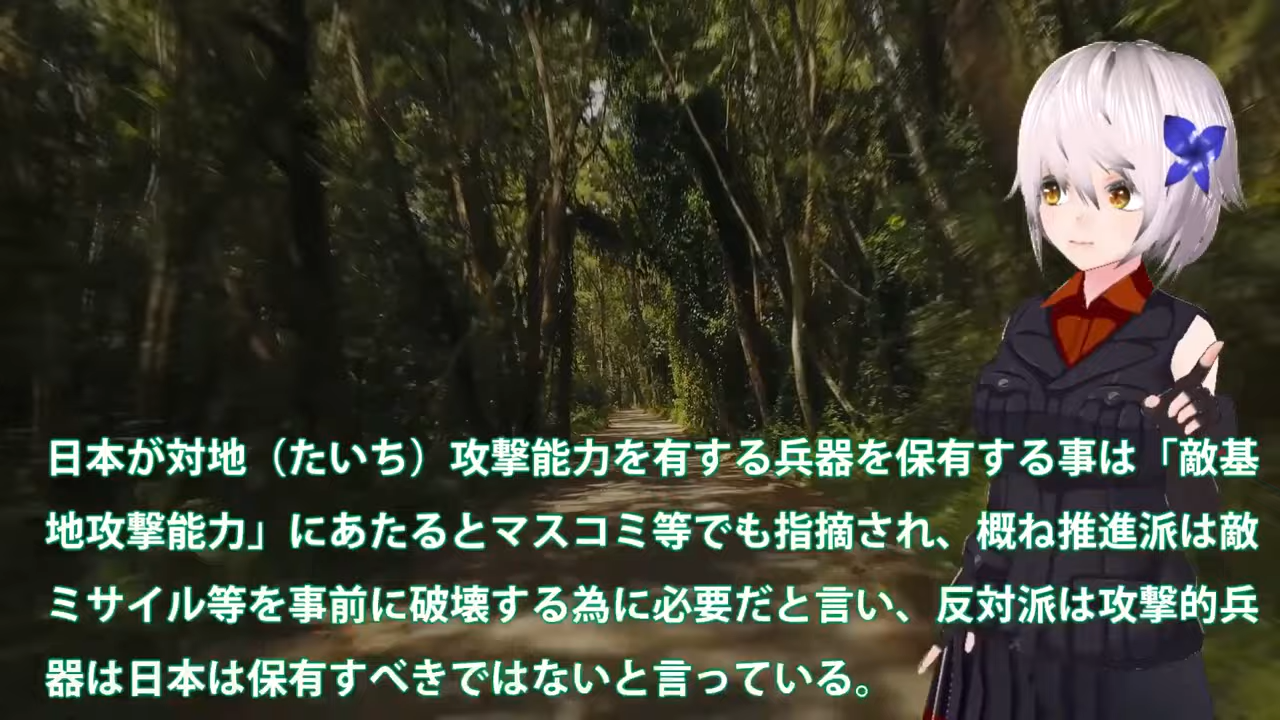 日本が対地（たいち）攻撃能力を有する兵器を保有する事は「敵基
地攻撃能力」にあたるとマスコミ等でも指摘され、概ね推進派は敵
ミサイル等を事前に破壊する為に必要だと言い、反対派は攻撃的兵
器は日本は保有すべきではないと言っている。